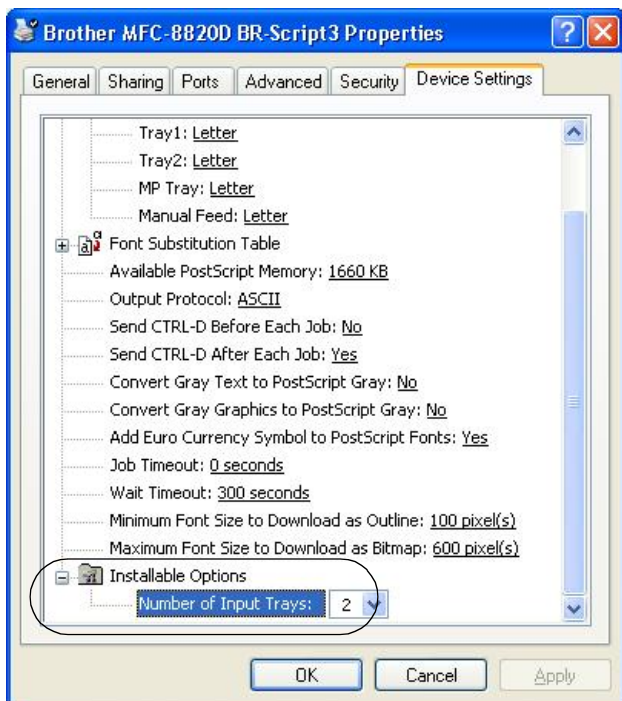 Brother MFC-8820D BR-Script3 Properties
General Sharing Ports Advanced Security Device Settings
Tray1: Letter
Tray2: Letter
MP Tray: Letter
Manual Feed: Letter
Font Substitution Table
Available PostScript Memory: 1660 KB
Output Protocol: ASCII
Send CTRL-D Before Each Job: No
Send CTRL-D After Each Job: Yes
Convert Gray Text to PostScript Gray: No
Convert Gray Graphics to PostScript Gray: No
Add Euro Currency Symbol to PostScript Fonts: Yes
Job Timeout: 0 seconds
Wait Timeout: 300 seconds
Minimum Font Size to Download as Outline: 100 pixel(s)
Maximum Font Size to Download as Bitmap: 600 pixel(s)
Installable Options
Number of Input Trays: 2
OK Cancel Apply